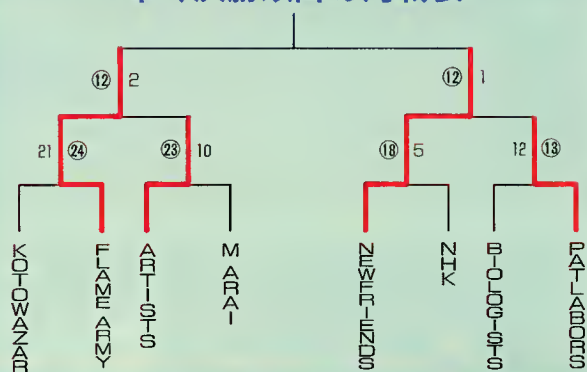 ⑫ 2
⑫ 1
21 ㉔
㉓ 10
⑱ 5
12 ⑬
KOTOWAZAR
FLAME ARMY
ARTISTS
MARAI
NEWFRIENDS
NHK
BIOLOGISTS
PATLABORS